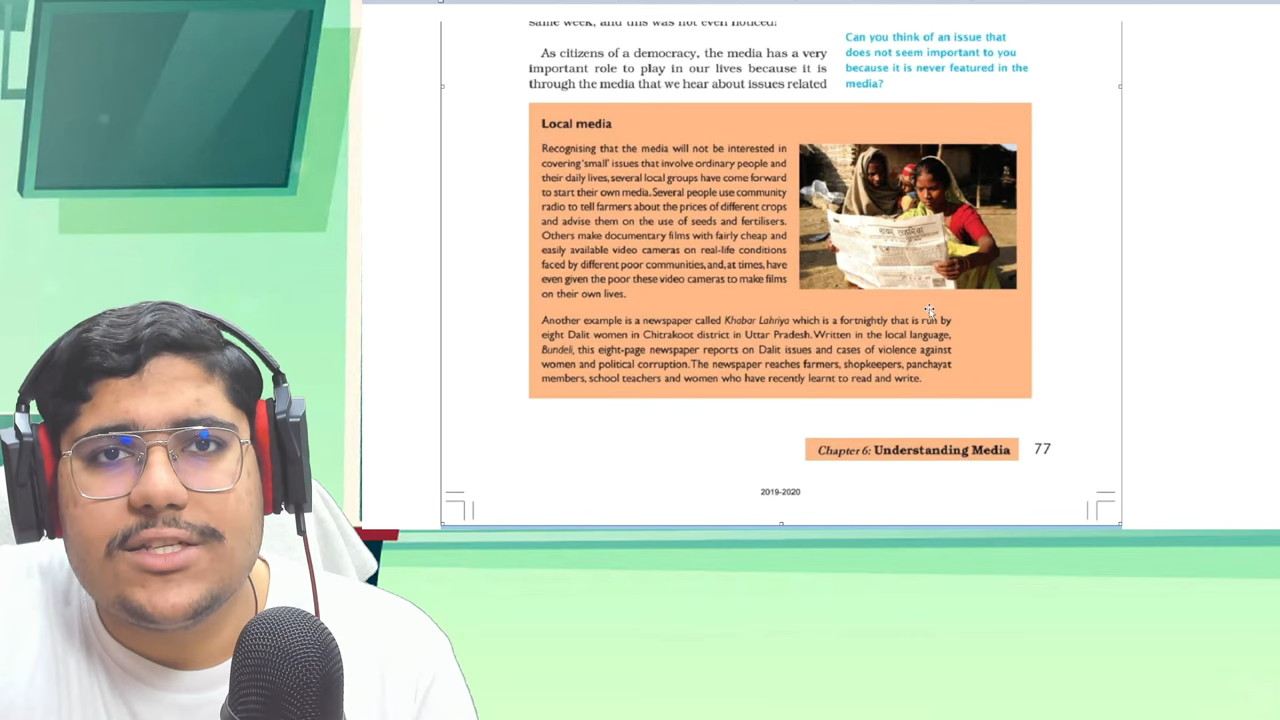 same week, and this was not even noticed!
As citizens of a democracy, the media has a very
important role to play in our lives because it is
through the media that we hear about issues related
Can you think of an issue that
does not seem important to you
because it is never featured in the
media?
Local media
Recognising that the media will not be interested in
covering ‘small’ issues that involve ordinary people and
their daily lives, several local groups have come forward
to start their own media. Several people use community
radio to tell farmers about the prices of different crops
and advise them on the use of seeds and fertilisers.
Others make documentary films with fairly cheap and
easily available video cameras on real-life conditions
faced by different poor communities, and, at times, have
even given the poor these video cameras to make films
on their own lives.
Another example is a newspaper called Khabar Lahriya which is a fortnightly that is run by
eight Dalit women in Chitrakoot district in Uttar Pradesh. Written in the local language,
Bundeli, this eight-page newspaper reports on Dalit issues and cases of violence against
women and political corruption. The newspaper reaches farmers, shopkeepers, panchayat
members, school teachers and women who have recently learnt to read and write.
Chapter 6: Understanding Media 77
2019-2020